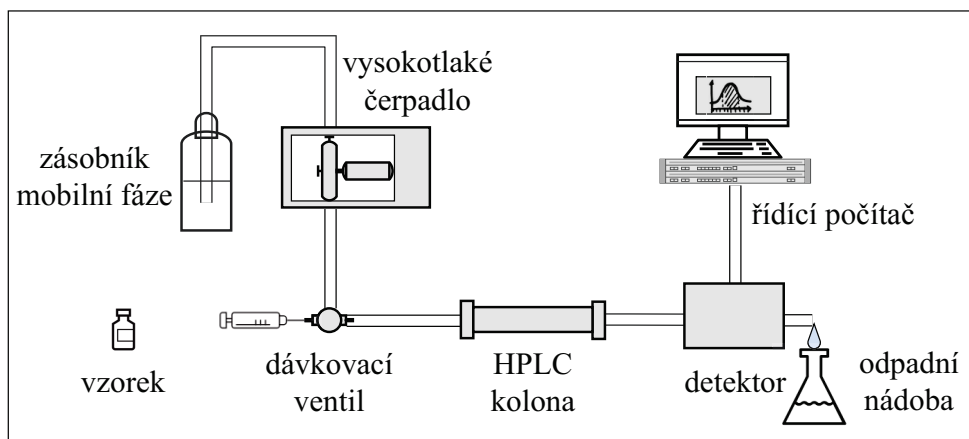 vysokotlaké
čerpadlo
zásobník
mobilní fáze
řídící počítač
vzorek
dávkovací
ventil
HPLC
kolona
detektor
odpadní
nádoba